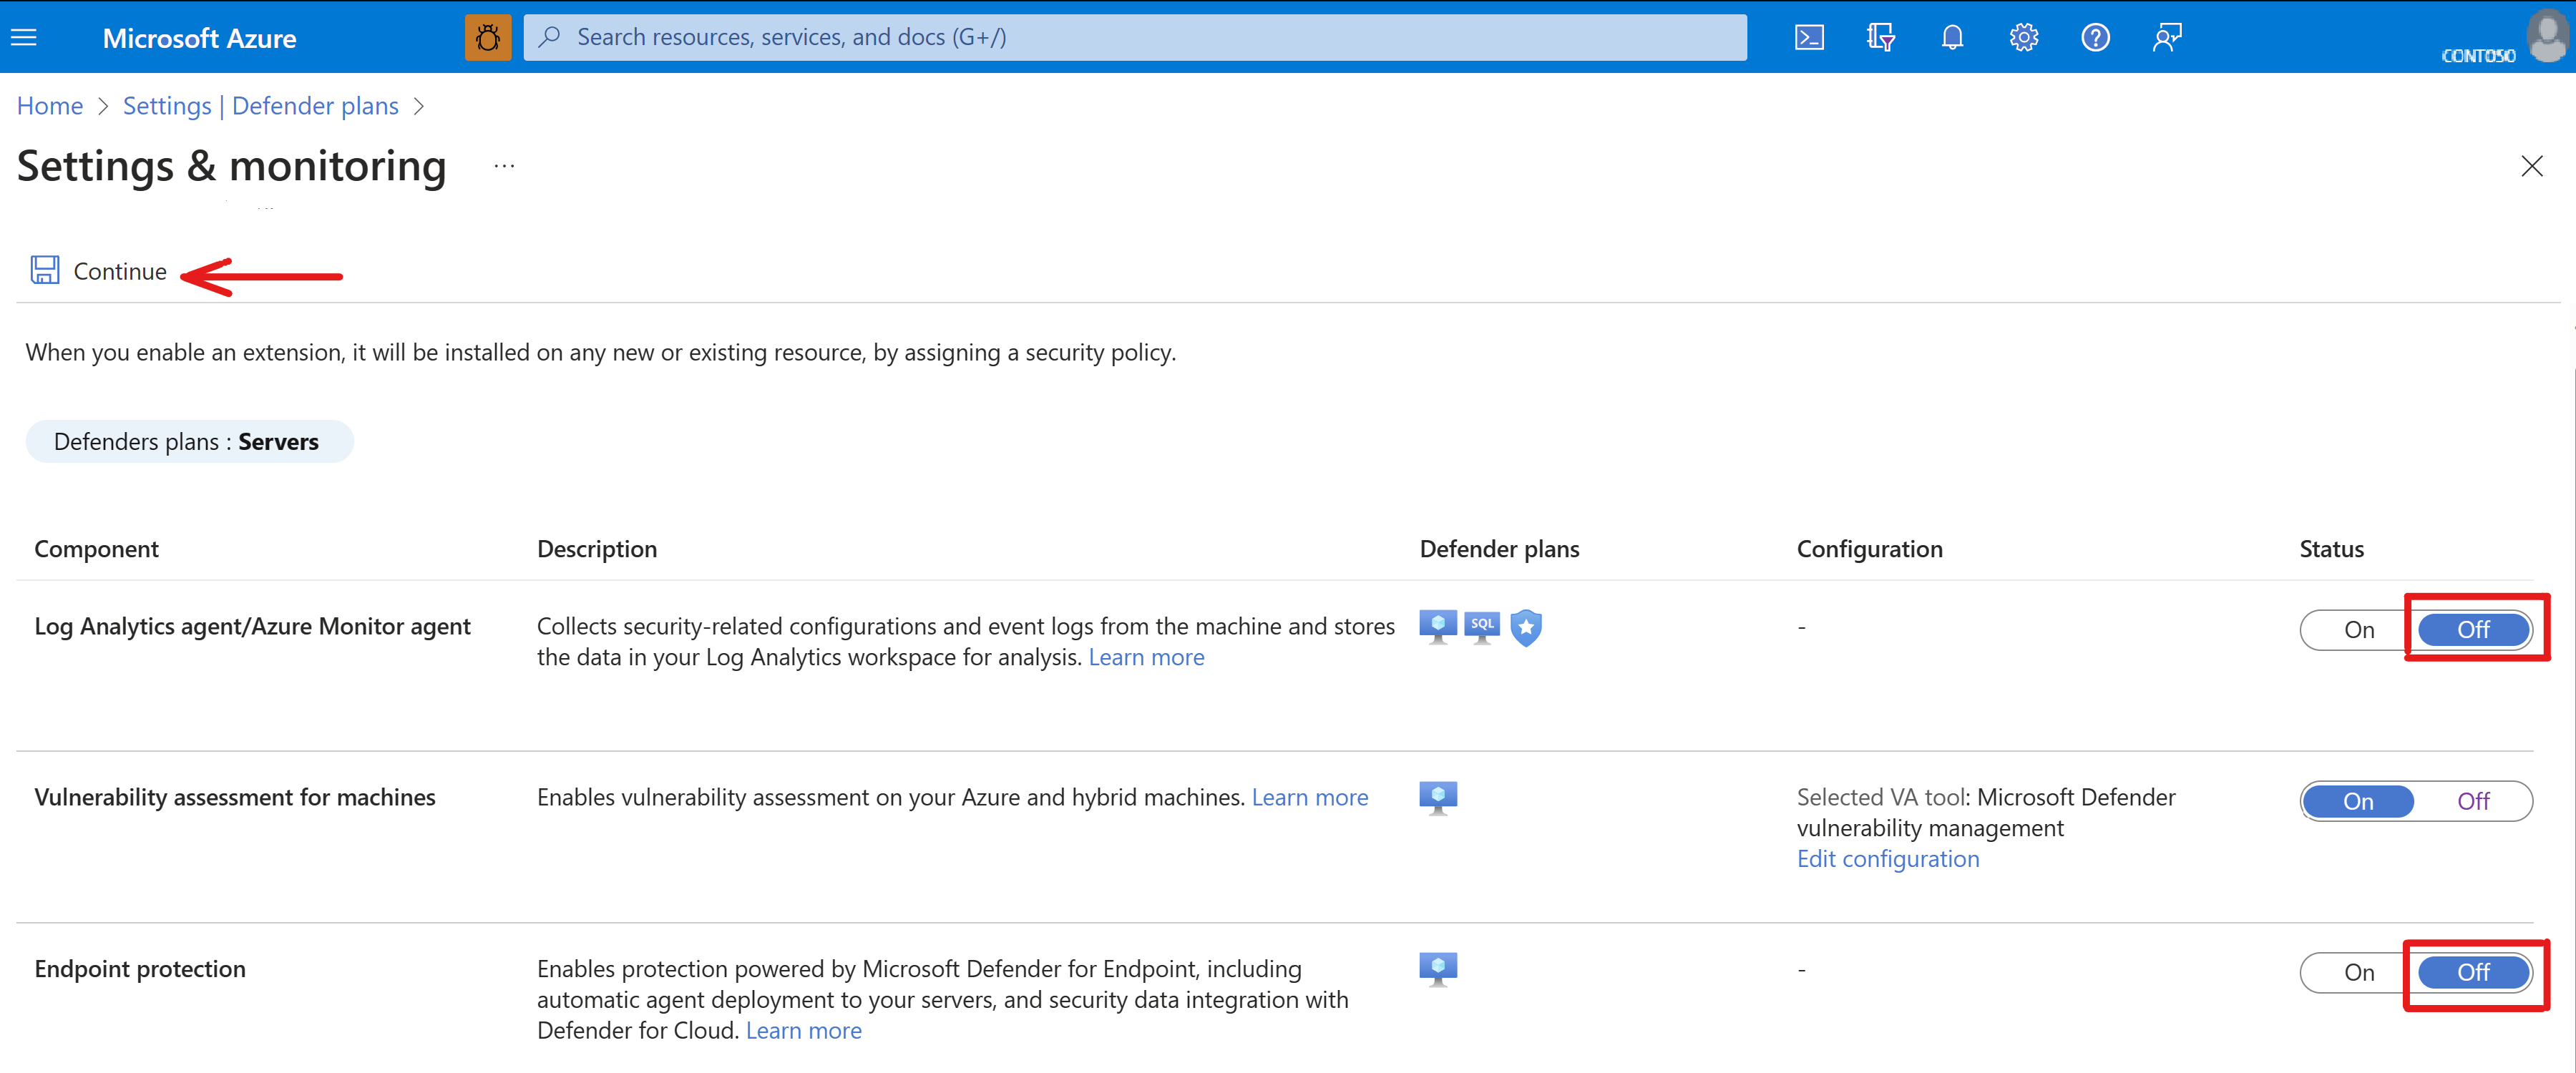 Microsoft Azure
Search resources, services, and docs (G+/)
CONTOSO
Home > Settings | Defender plans >
Settings & monitoring ...
Continue
When you enable an extension, it will be installed on any new or existing resource, by assigning a security policy.
Defenders plans : Servers
Component Description Defender plans Configuration Status
Log Analytics agent/Azure Monitor agent
Collects security-related configurations and event logs from the machine and stores
the data in your Log Analytics workspace for analysis. Learn more
SQL
-
On Off
Vulnerability assessment for machines
Enables vulnerability assessment on your Azure and hybrid machines. Learn more
Selected VA tool: Microsoft Defender
vulnerability management
Edit configuration
On Off
Endpoint protection
Enables protection powered by Microsoft Defender for Endpoint, including
automatic agent deployment to your servers, and security data integration with
Defender for Cloud. Learn more
-
On Off